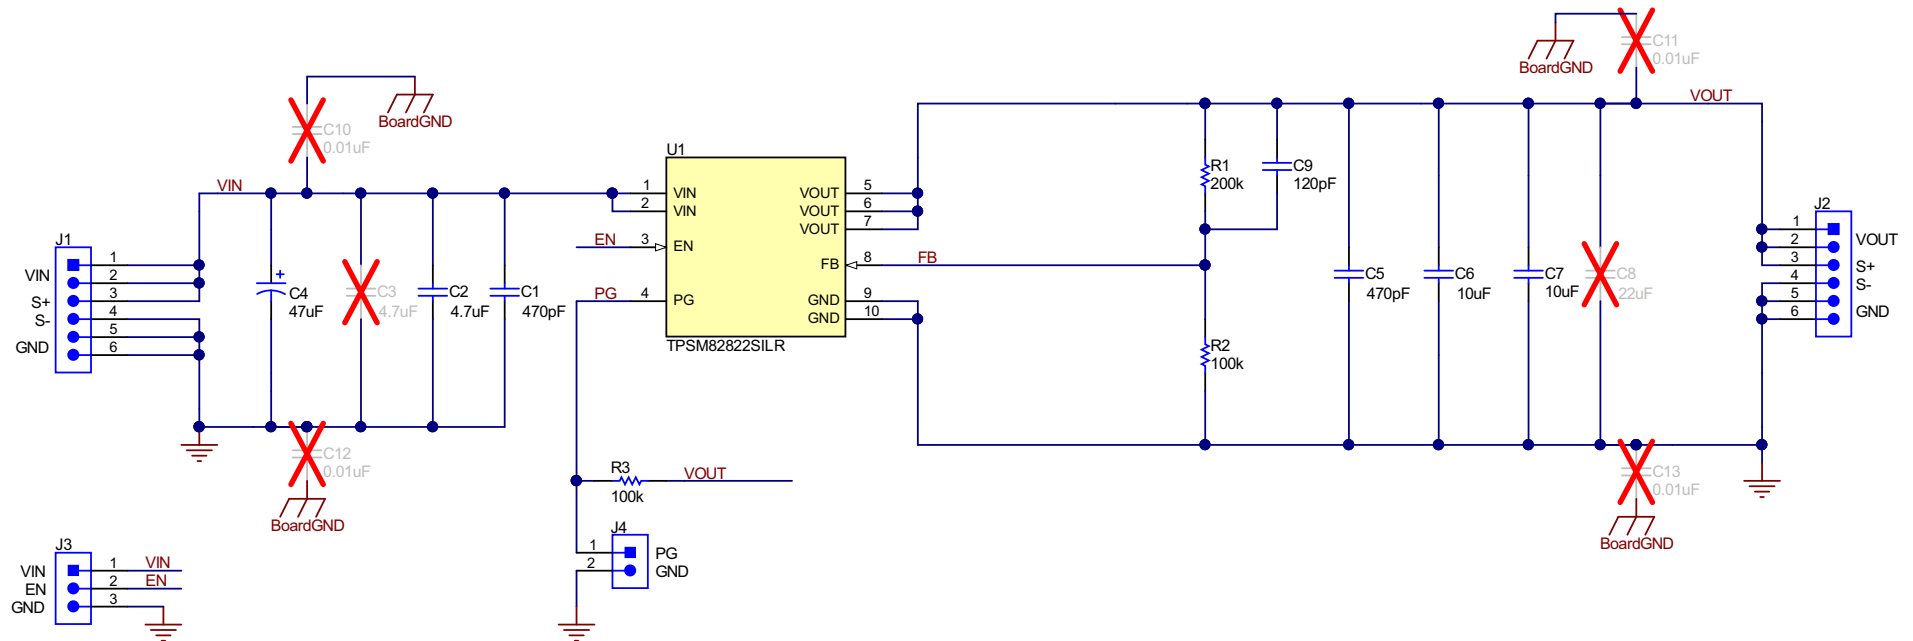 C11
0.01uF
BoardGND
VOUT
BoardGND
C10
0.01uF
U1
R1
200k
C9
120pF
VIN
1 VIN
2 VIN
EN 3 EN
PG 4 PG
VOUT 5
VOUT 6
VOUT 7
FB 8 FB
GND 9
GND 10
TPSM82822SILR
J1
VIN
S+
S-
GND
1
2
3
4
5
6
+
C4
47uF
C3
4.7uF
C2
4.7uF
C1
470pF
C5
470pF
C6
10uF
C7
10uF
C8
22uF
J2
1
2
3
4
5
6
VOUT
S+
S-
GND
R2
100k
C12
0.01uF
BoardGND
R3
100k
VOUT
C13
0.01uF
BoardGND
J4
1 PG
2 GND
J3
VIN 1 VIN
EN 2 EN
GND 3